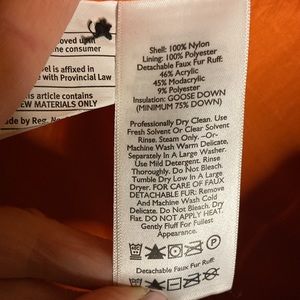 oved upon
the consumer
el is affixed in
ith Provincial Law
s article contains
EW MATERIALS ONLY
ade by Reg. No
Shell: 100% Nylon
Lining: 100% Polyester
Detachable Faux Fur Ruff:
46% Acrylic
45% Modacrylic
9% Polyester
Insulation: GOOSE DOWN
(MINIMUM 75% DOWN)
Professionally Dry Clean. Use
Fresh Solvent Or Clear Solvent
Rinse. Steam Only. -Or-
Machine Wash Warm Delicate,
Separately In A Large Washer.
Use Mild Detergent. Rinse
Thoroughly. Do Not Bleach.
Tumble Dry Low In A Large
Dryer. FOR CARE OF FAUX
DETACHABLE FUR: Remove
And Machine Wash Cold
Delicate. Do Not Bleach. Dry
Flat. DO NOT APPLY HEAT.
Gently Fluff For Fullest
Appearance.
P
Detachable Faux Fur Ruff: